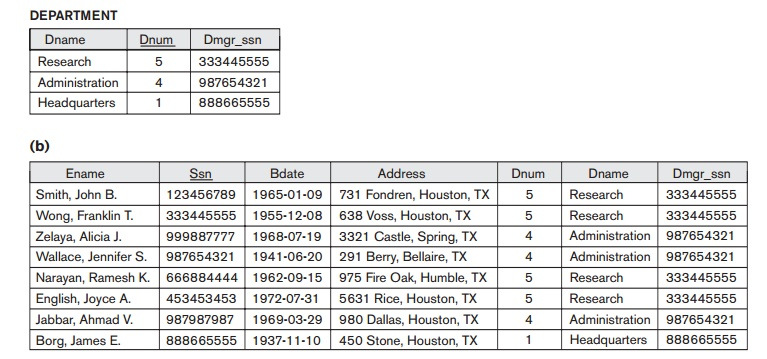 DEPARTMENT
Dname Dnum Dmgr_ssn
Research 5 333445555
Administration 4 987654321
Headquarters 1 888665555
(b)
Ename Ssn Bdate Address Dnum Dname Dmgr_ssn
Smith, John B. 123456789 1965-01-09 731 Fondren, Houston, TX 5 Research 333445555
Wong, Franklin T. 333445555 1955-12-08 638 Voss, Houston, TX 5 Research 333445555
Zelaya, Alicia J. 999887777 1968-07-19 3321 Castle, Spring, TX 4 Administration 987654321
Wallace, Jennifer S. 987654321 1941-06-20 291 Berry, Bellaire, TX 4 Administration 987654321
Narayan, Ramesh K. 666884444 1962-09-15 975 Fire Oak, Humble, TX 5 Research 333445555
English, Joyce A. 453453453 1972-07-31 5631 Rice, Houston, TX 5 Research 333445555
Jabbar, Ahmad V. 987987987 1969-03-29 980 Dallas, Houston, TX 4 Administration 987654321
Borg, James E. 888665555 1937-11-10 450 Stone, Houston, TX 1 Headquarters 888665555